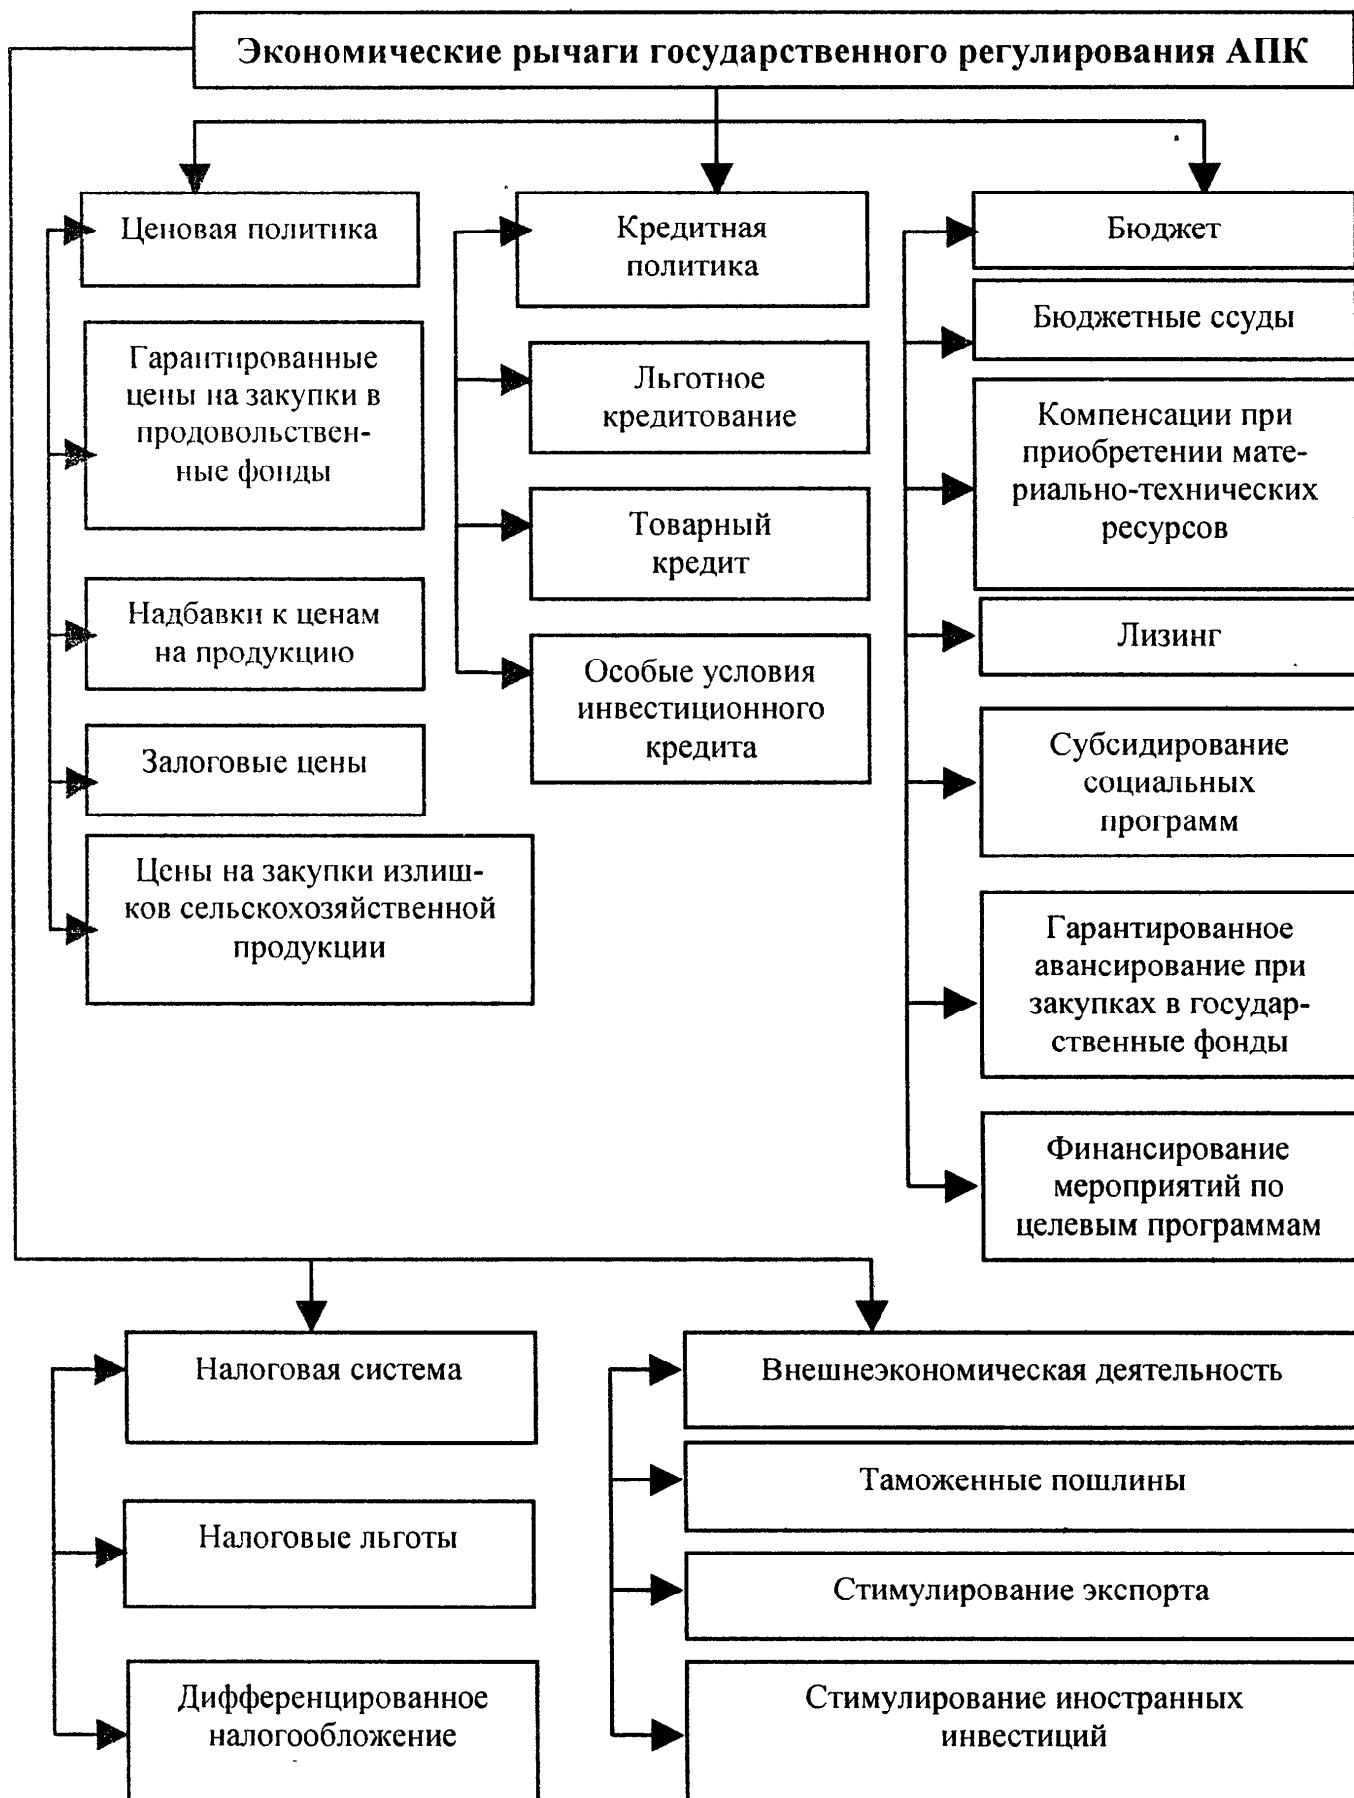 Экономические рычаги государственного регулирования АПК
Ценовая политика
Гарантированные
цены на закупки в
продовольствен-
ные фонды
Надбавки к ценам
на продукцию
Залоговые цены
Цены на закупки излиш-
ков сельскохозяйственной
продукции
Кредитная
политика
Льготное
кредитование
Товарный
кредит
Особые условия
инвестиционного
кредита
Бюджет
Бюджетные ссуды
Компенсации при
приобретении мате-
риально-технических
ресурсов
Лизинг
Субсидирование
социальных
программ
Гарантированное
авансирование при
закупках в государ-
ственные фонды
Финансирование
мероприятий по
целевым программам
Налоговая система
Налоговые льготы
Дифференцированное
налогообложение
Внешнеэкономическая деятельность
Таможенные пошлины
Стимулирование экспорта
Стимулирование иностранных
инвестиций